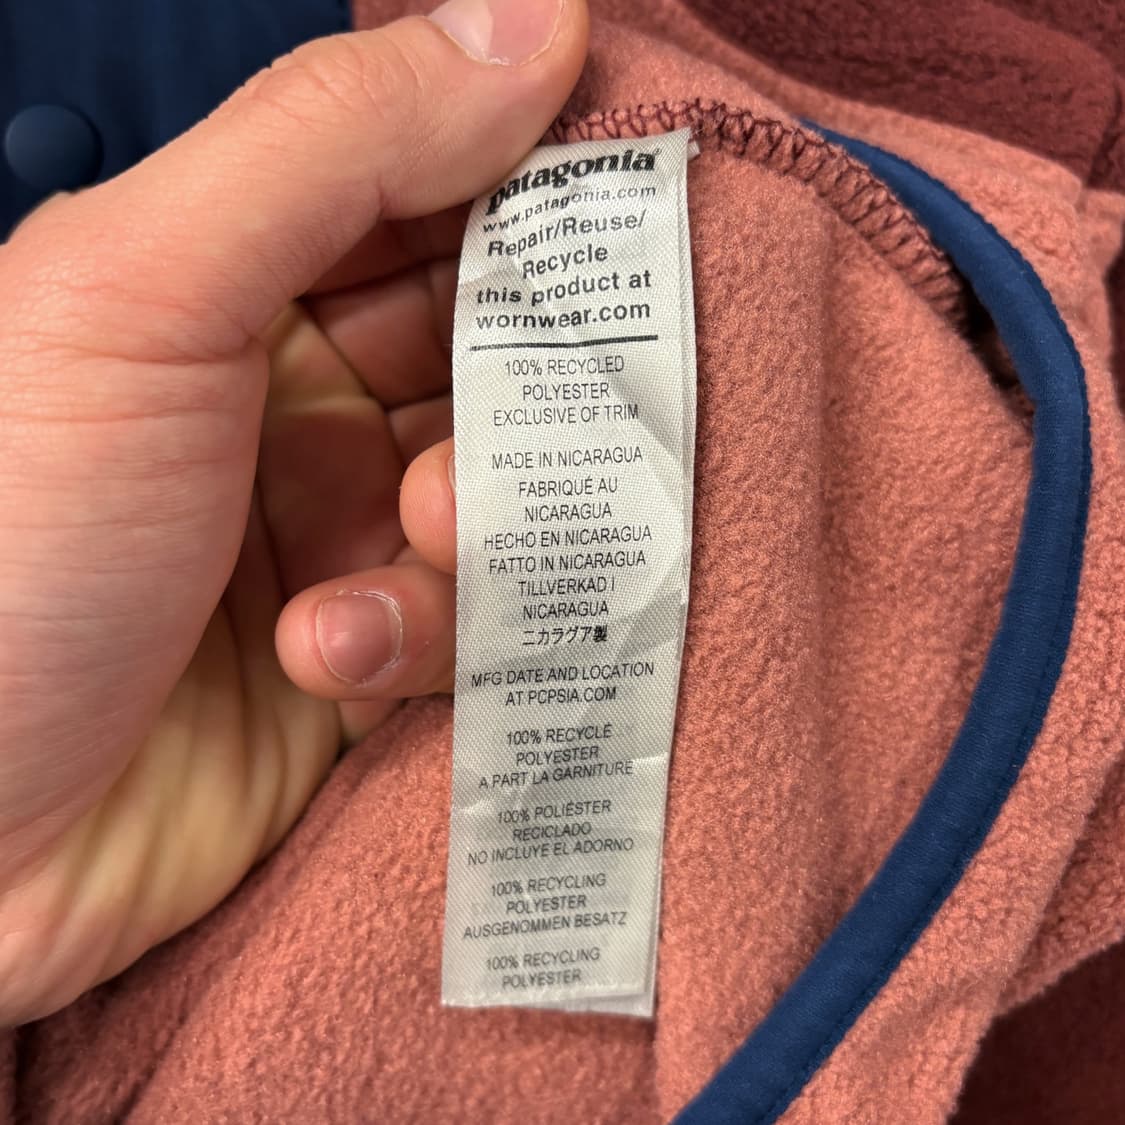 patagonia
www.patagonia.com
Repair/Reuse/
Recycle
this product at
wornwear.com
100% RECYCLED
POLYESTER
EXCLUSIVE OF TRIM
MADE IN NICARAGUA
FABRIQUÉ AU
NICARAGUA
HECHO EN NICARAGUA
FATTO IN NICARAGUA
TILLVERKAD I
NICARAGUA
ニカラグア製
MFG DATE AND LOCATION
AT PCPSIA.COM
100% RECYCLÉ
POLYESTER
A PART LA GARNITURE
100% POLIÉSTER
RECICLADO
NO INCLUYE EL ADORNO
100% RECYCLING
POLYESTER
AUSGENOMMEN BESATZ
100% RECYCLING
POLYESTER